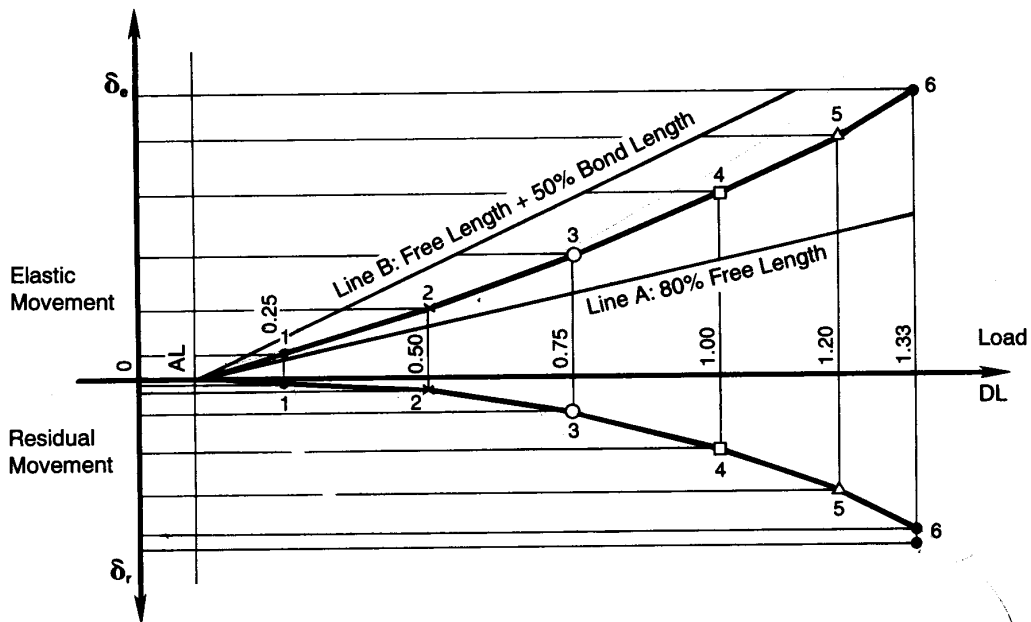 δe
6
5
4
Line B: Free Length + 50% Bond Length
3
Line A: 80% Free Length
Elastic
Movement
2
0.25
1
0
AL
0.50
0.75
1.00
1.20
1.33
Load
DL
1
2
3
4
5
6
Residual
Movement
δr